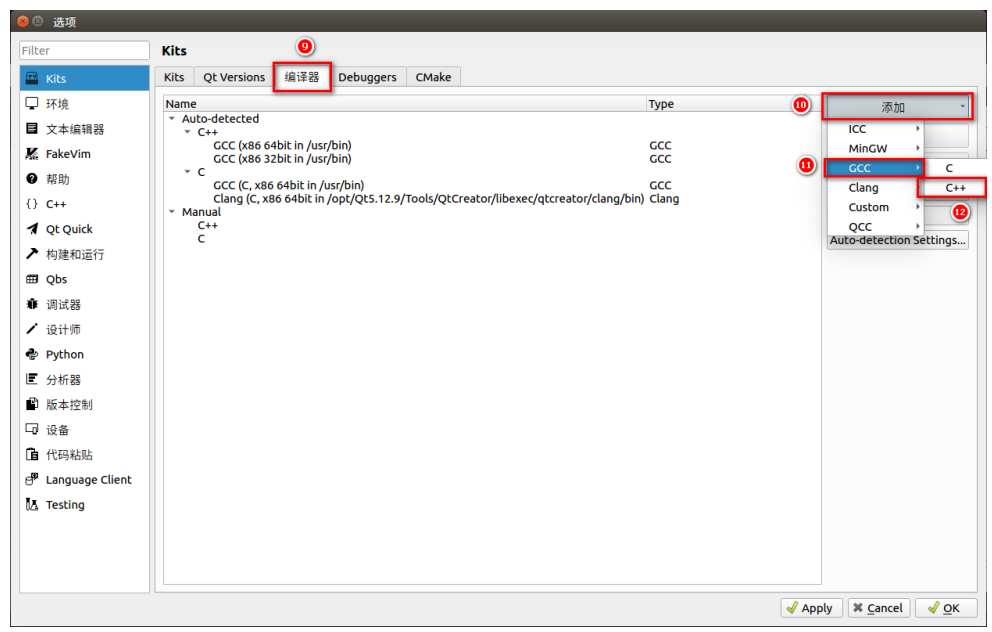 选项
Filter
Kits
环境
文本编辑器
FakeVim
帮助
{} C++
Qt Quick
构建和运行
Qbs
调试器
设计师
Python
分析器
版本控制
设备
代码粘贴
Language Client
Testing
Kits
9
Kits Qt Versions 编译器 Debuggers CMake
Name Type
Auto-detected
C++
GCC (x86 64bit in /usr/bin) GCC
GCC (x86 32bit in /usr/bin) GCC
C
GCC (C, x86 64bit in /usr/bin) GCC
Clang (C, x86 64bit in /opt/Qt5.12.9/Tools/QtCreator/libexec/qtcreator/clang/bin) Clang
Manual
C++
C
10 添加
ICC
MinGW
11 GCC C
Clang C++
Custom 12
QCC
Auto-detection Settings...
Apply Cancel OK